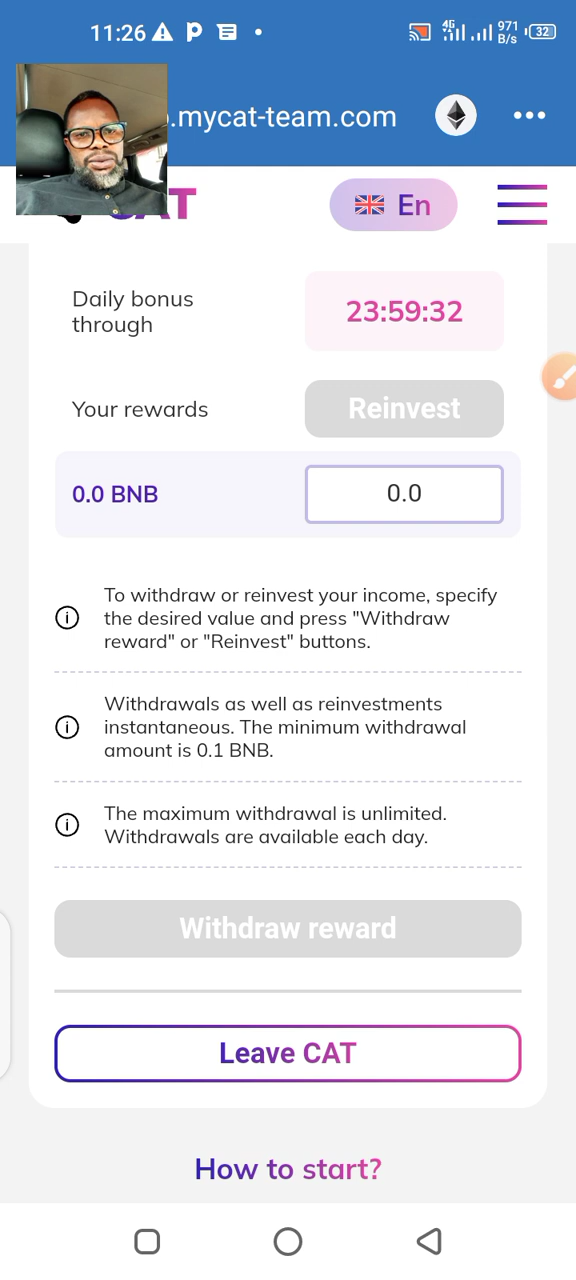 11:26
4G
971
B/s
32
.mycat-team.com
CAT
En
Daily bonus
through
23:59:32
Your rewards
Reinvest
0.0 BNB
0.0
To withdraw or reinvest your income, specify
the desired value and press "Withdraw
reward" or "Reinvest" buttons.
Withdrawals as well as reinvestments
instantaneous. The minimum withdrawal
amount is 0.1 BNB.
The maximum withdrawal is unlimited.
Withdrawals are available each day.
Withdraw reward
Leave CAT
How to start?